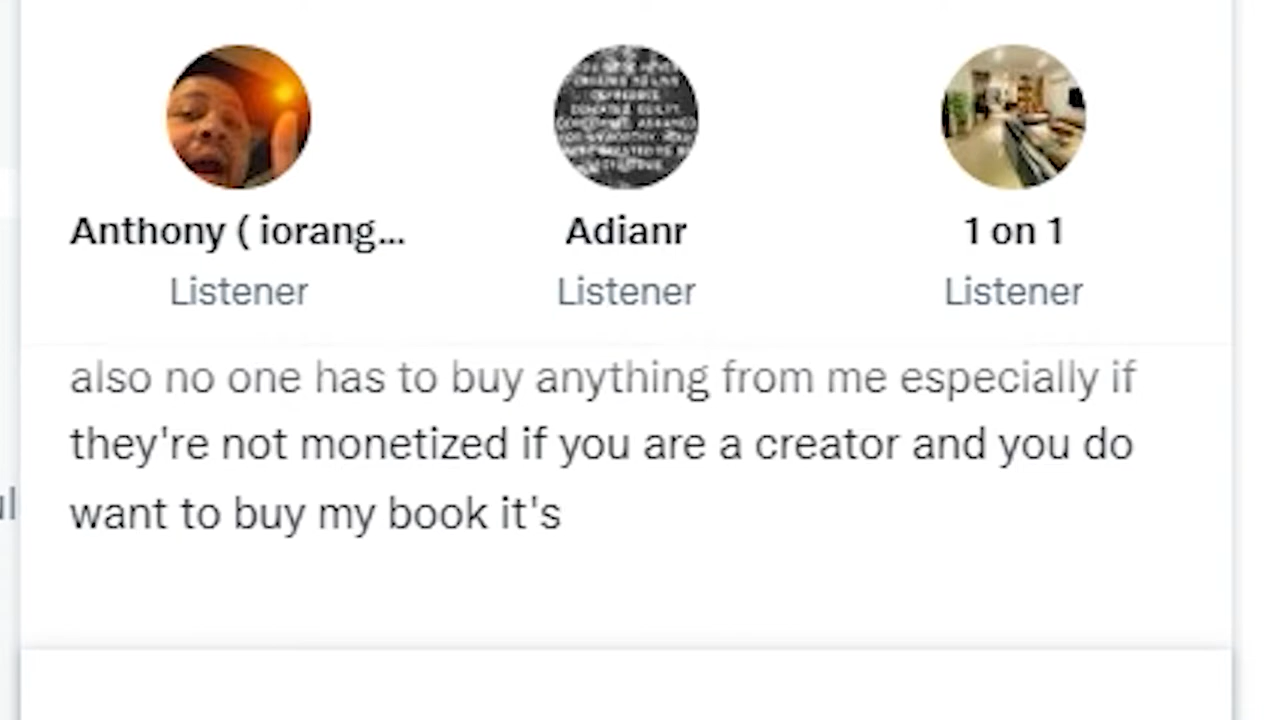 Anthony ( iorang...
Adianr
1 on 1
Listener
Listener
Listener
also no one has to buy anything from me especially if
they're not monetized if you are a creator and you do
want to buy my book it's